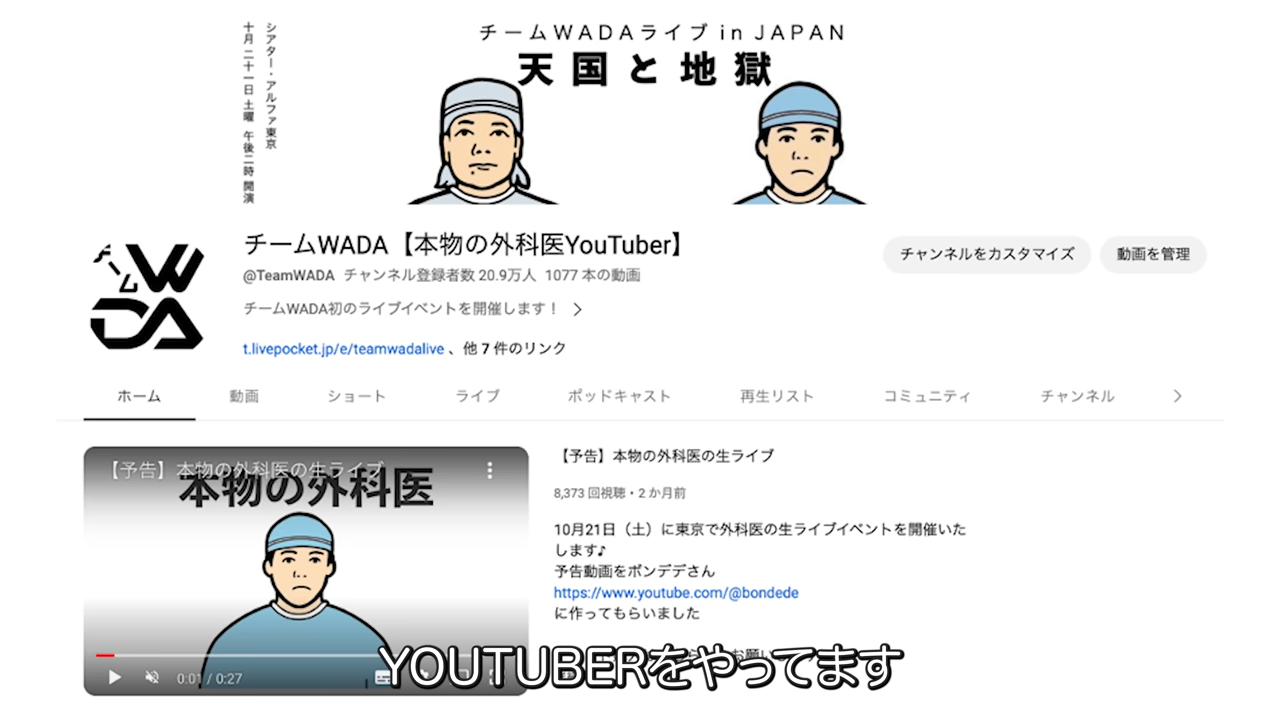 シアター・アルファ東京
十月二十一日 土曜 午後二時 開演
チームWADAライブ in JAPAN
天国と地獄
チームWADA
チームWADA【本物の外科医YouTuber】
@TeamWADA チャンネル登録者数 20.9万人 1077 本の動画
チームWADA初のライブイベントを開催します！
t.livepocket.jp/e/teamwadalive 、他 7 件のリンク
チャンネルをカスタマイズ
動画を管理
ホーム 動画 ショート ライブ ポッドキャスト 再生リスト コミュニティ チャンネル
【予告】本物の外科医の生ライブ
本物の外科医
0:01 / 0:27
【予告】本物の外科医の生ライブ
8,373 回視聴・2 か月前
10月21日（土）に東京で外科医の生ライブイベントを開催いた
します♪
予告動画をボンデデさん
https://www.youtube.com/@bondede
に作ってもらいました
YOUTUBERをやってます